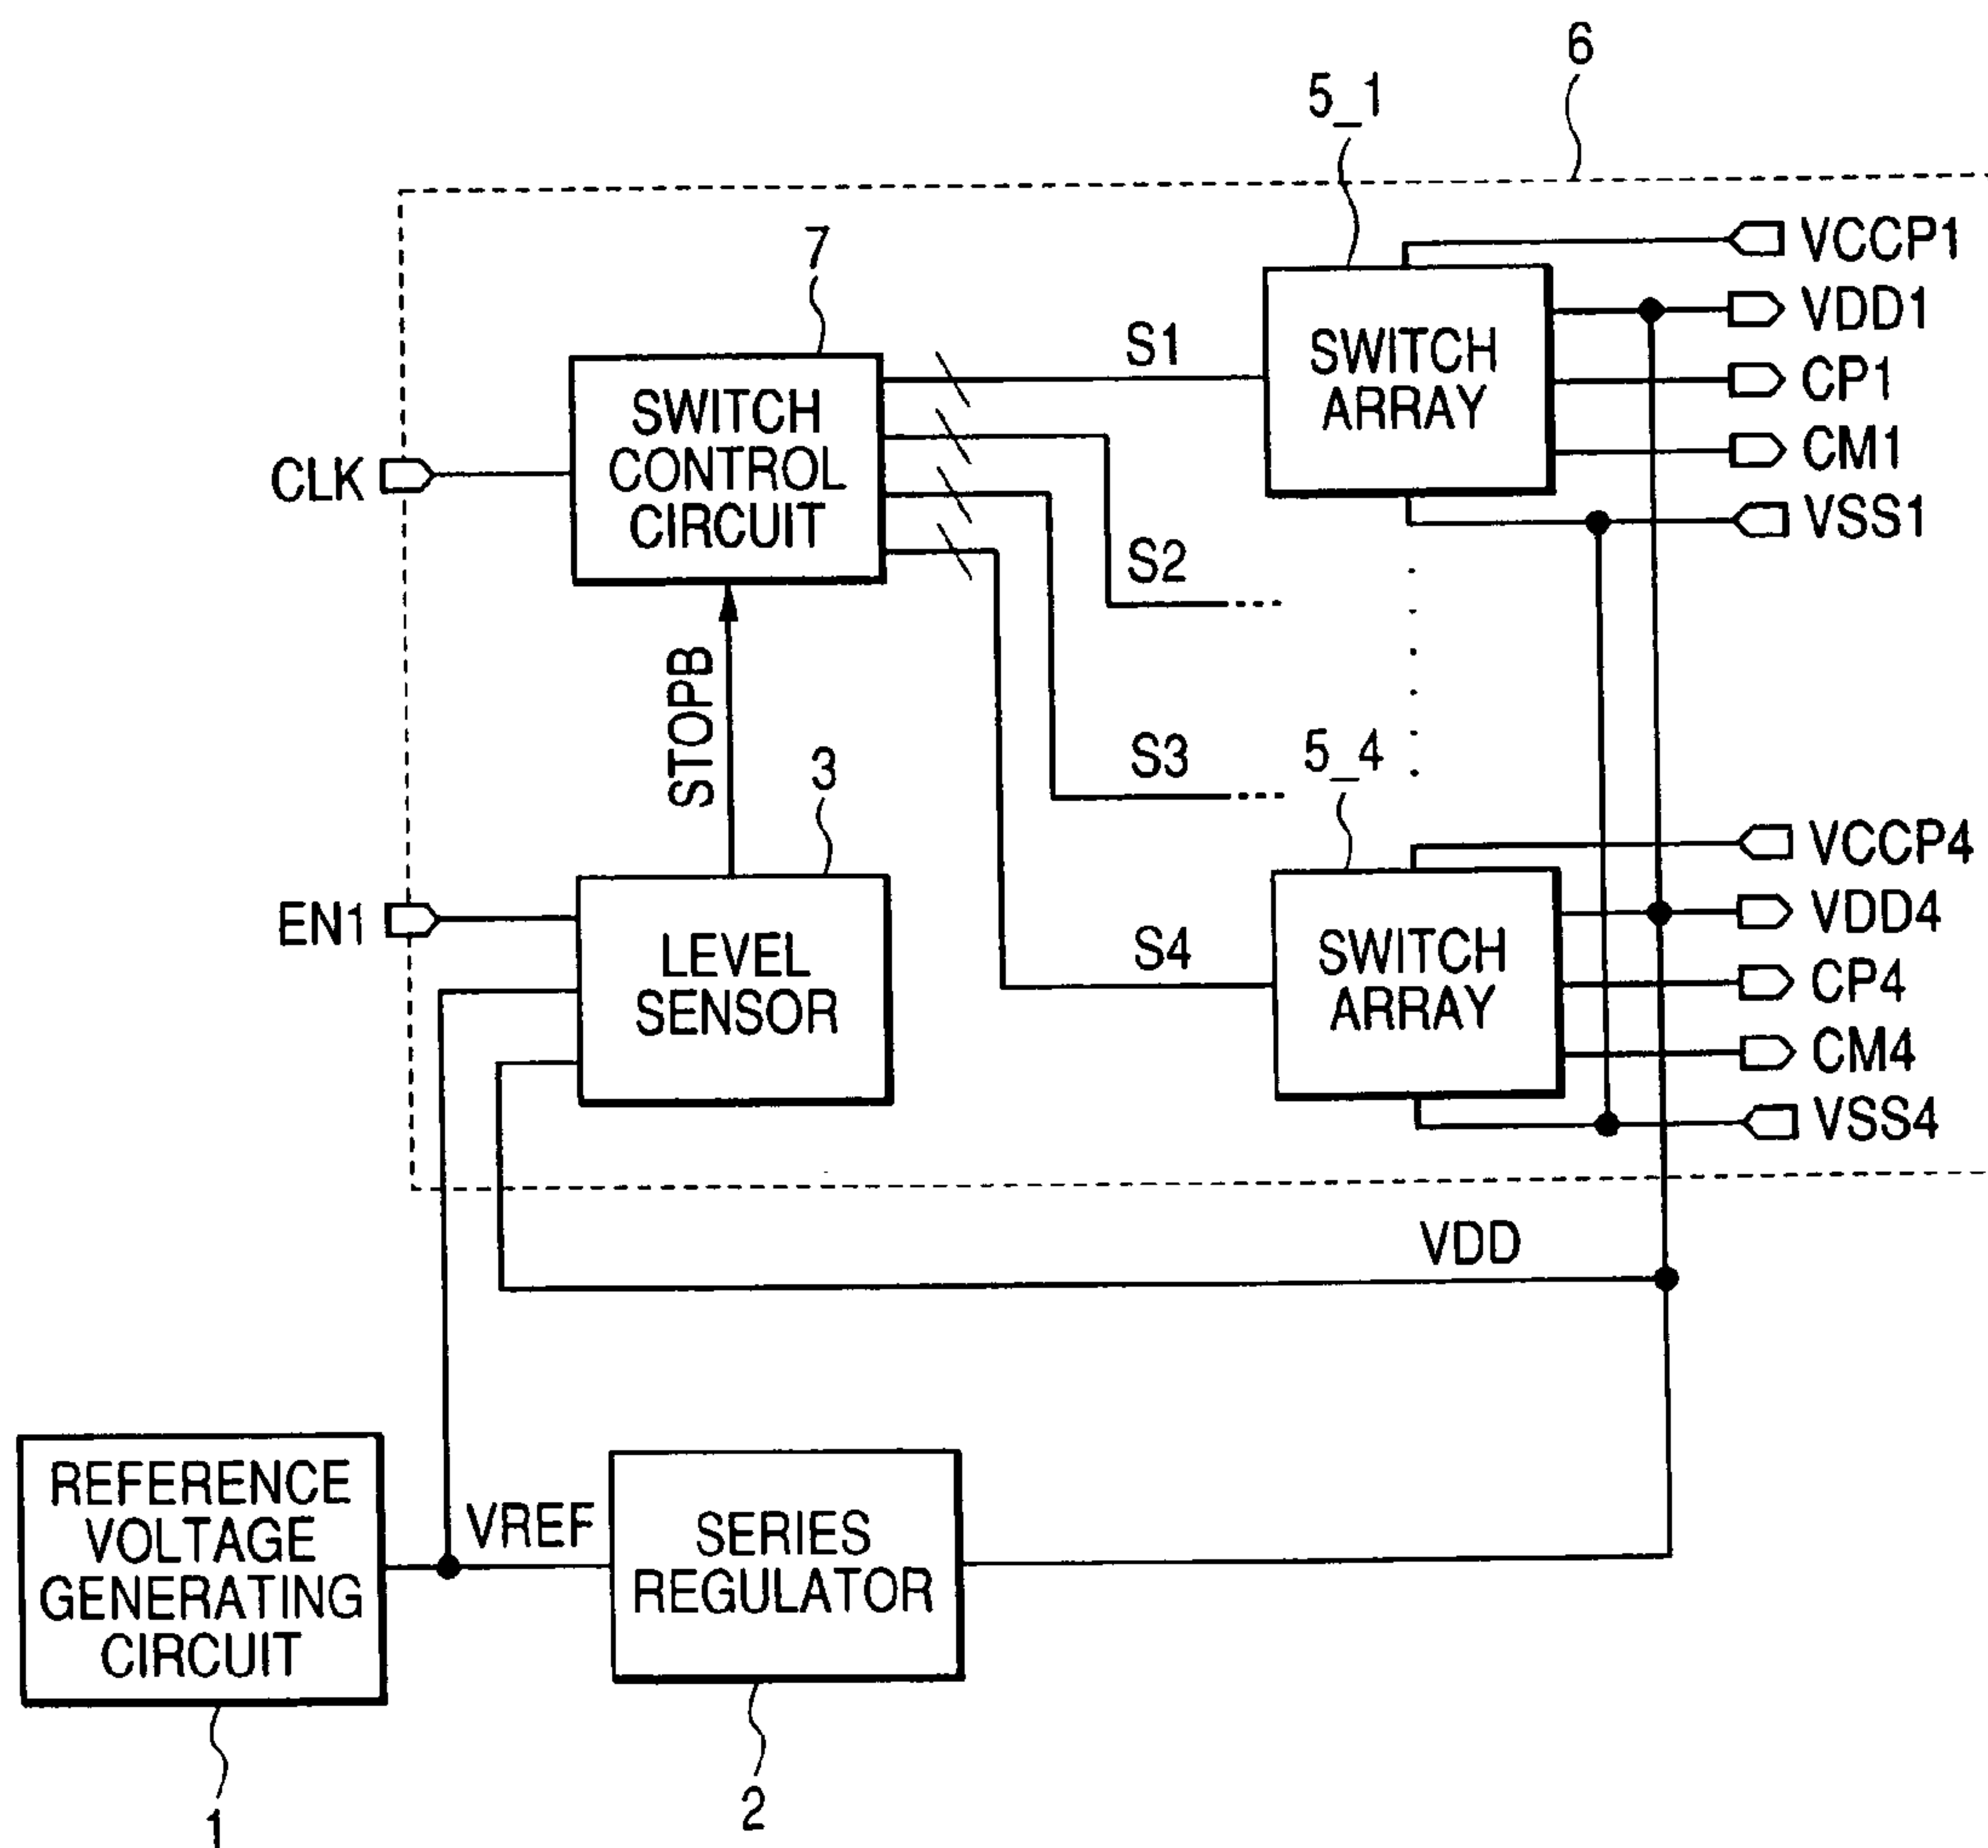 6
5_1
VCCP1
7
VDD1
S1
SWITCH
ARRAY
SWITCH
CONTROL
CIRCUIT
CP1
CM1
CLK
VSS1
S2
STOPB
S3
5_4
3
VCCP4
EN1
VDD4
LEVEL
SENSOR
S4
SWITCH
ARRAY
CP4
CM4
VSS4
VDD
REFERENCE
VOLTAGE
GENERATING
CIRCUIT
VREF
SERIES
REGULATOR
1
2